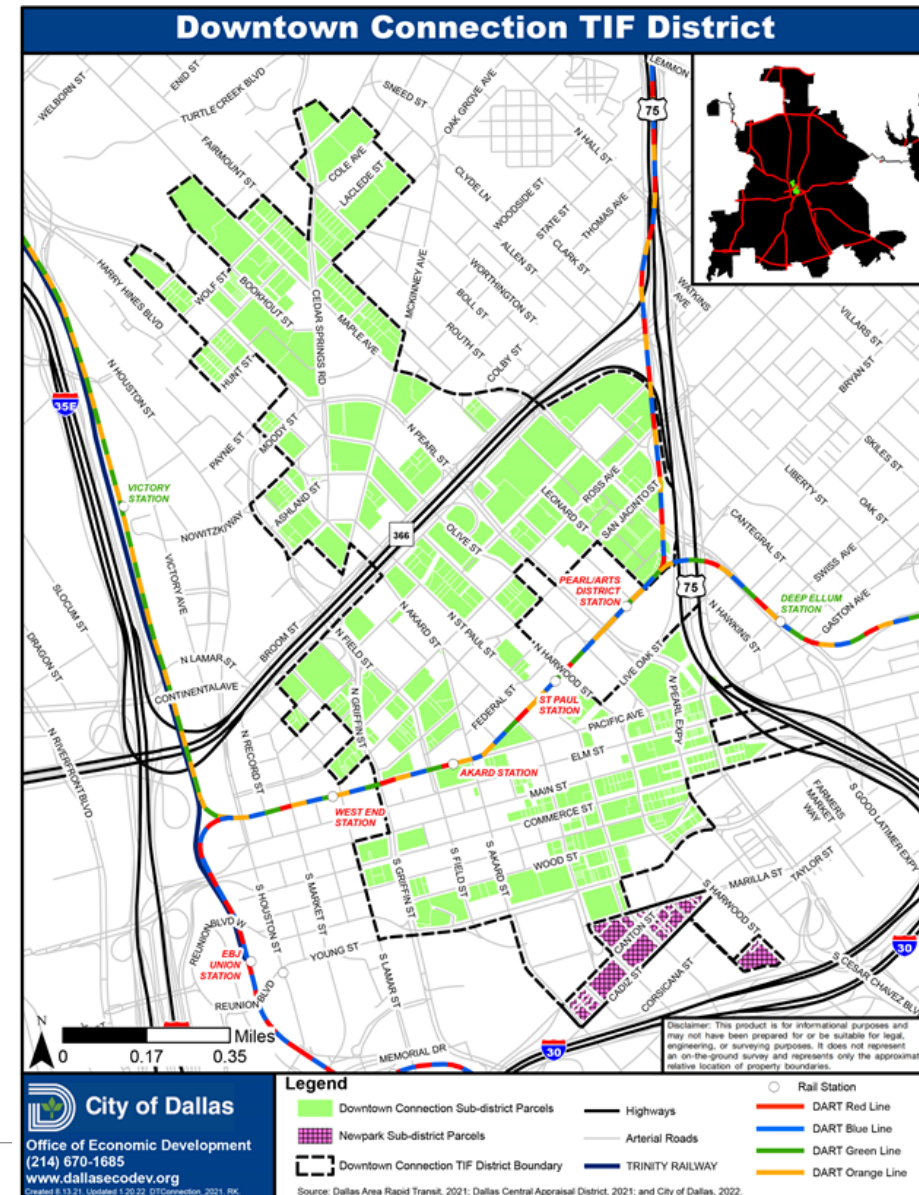 Downtown Connection TIF District
WELBORN ST
ENID ST
TURTLE CREEK BLVD
SNEED ST
OAK GROVE AVE
LEMMON
75
FAIRMOUNT ST
COLE AVE
LACLEDE ST
N HALL ST
CLYDE LN
WOODSIDE ST
STATE ST
THOMAS AVE
ALLEN ST
CLARK ST
WORTHINGTON ST
BOLL ST
ROUTH ST
COLBY ST
MCKINNEY AVE
WATKINS
AVE
VILLARS ST
BRYAN ST
SKILES ST
OAK ST
LIBERTY ST
CANTEGRAL ST
SWISS AVE
GASTON AVE
HARRY HINES BLVD
WOLF ST
BOOKHOUT ST
CEDAR SPRINGS RD
MAPLE AVE
HUNT ST
N HOUSTON ST
35E
PAYNE ST
MOODY ST
N PEARL ST
ASHLAND ST
VICTORY
STATION
NOWITZKI WAY
366
OLIVE ST
LEONARD ST
ROSS AVE
SAN JACINTO ST
PEARL/ARTS
DISTRICT
STATION
75
DEEP ELLUM
STATION
N HAWKINS ST
SLOCUM ST
DRAGON ST
VICTORY AVE
BROOM ST
N LAMAR ST
CONTINENTAL AVE
N FIELD ST
N AKARD ST
N ST PAUL ST
N HARWOOD ST
LIVE OAK ST
N GRIFFIN ST
FEDERAL ST
ST PAUL
STATION
N PEARL EXPY
PACIFIC AVE
N RIVERFRONT BLVD
N RECORD ST
ELM ST
AKARD STATION
MAIN ST
WEST END
STATION
COMMERCE ST
FARMERS
MARKET
WAY
S GOOD LATIMER EXPY
WOOD ST
TAYLOR ST
MARILLA ST
S HARWOOD ST
S GRIFFIN ST
S FIELD ST
S AKARD ST
S HOUSTON ST
S MARKET ST
REUNION BLVD W
EBJ
UNION
STATION
YOUNG ST
S LAMAR ST
REUNION BLVD
CANTON ST
CADIZ ST
CORSICANA ST
30
S CESAR CHAVEZ BLV
MEMORIAL DR
30
N
Miles
0 0.17 0.35
Disclaimer: This product is for informational purposes and
may not have been prepared for or be suitable for legal,
engineering, or surveying purposes. It does not represent
an on-the-ground survey and represents only the approximat
relative location of property boundaries.
City of Dallas
Office of Economic Development
(214) 670-1685
www.dallasecodev.org
Created 8.13.21, Updated 1.20.22 DTConnection_2021 RK
Legend
Downtown Connection Sub-district Parcels
Newpark Sub-district Parcels
Downtown Connection TIF District Boundary
Highways
Arterial Roads
TRINITY RAILWAY
Rail Station
DART Red Line
DART Blue Line
DART Green Line
DART Orange Line
Source: Dallas Area Rapid Transit, 2021; Dallas Central Appraisal District, 2021; and City of Dallas, 2022.